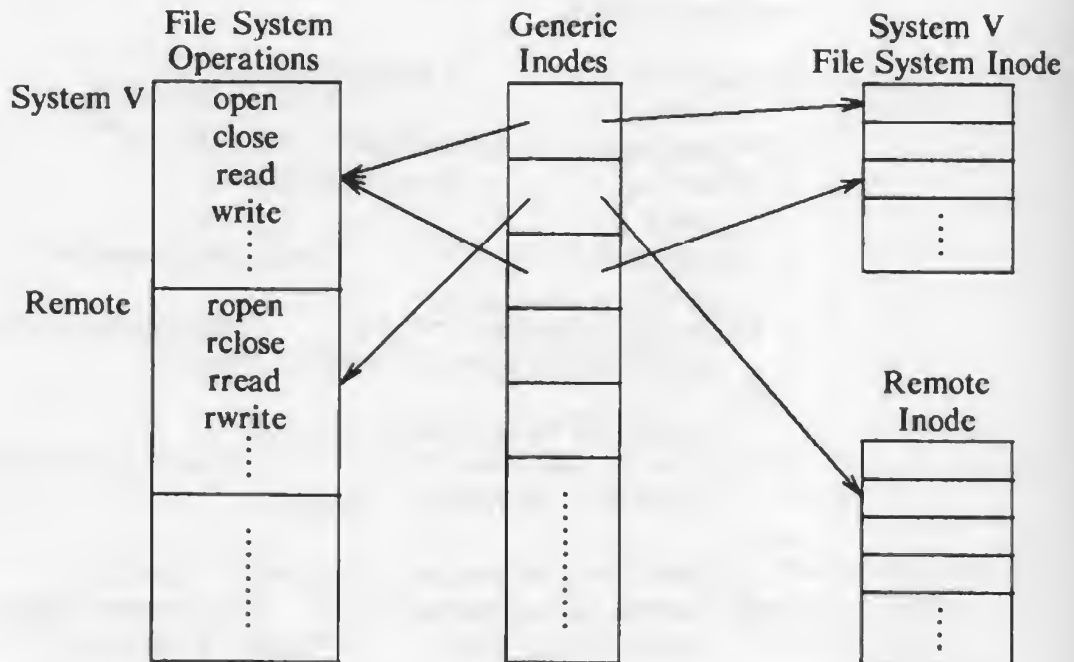 File System
Operations
Generic
Inodes
System V
File System Inode
System V
open
close
read
write
Remote
ropen
rclose
rread
rwrite
Remote
Inode